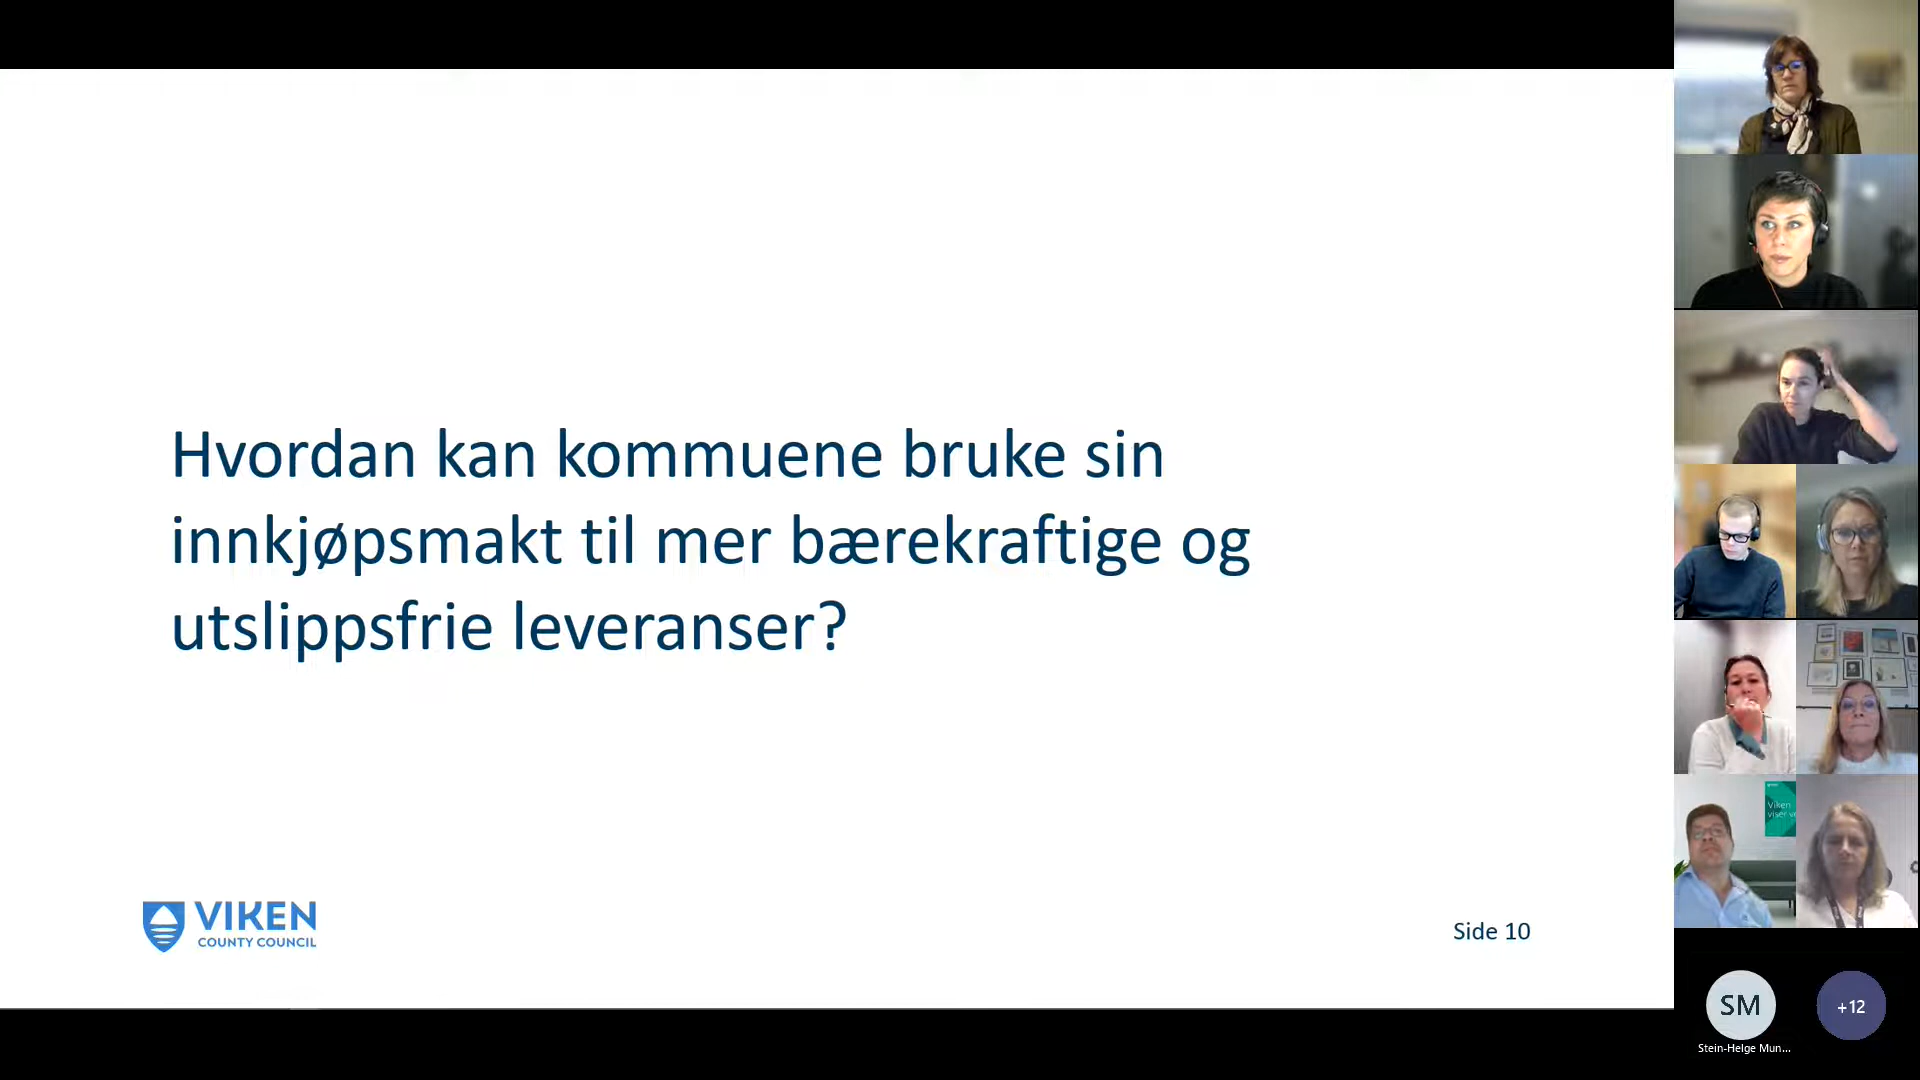 Hvordan kan kommuene bruke sin
innkjøpsmakt til mer bærekraftige og
utslippsfrie leveranser?
VIKEN
COUNTY COUNCIL
Side 10
Viken
SM
+12
Stein-Helge Mun...